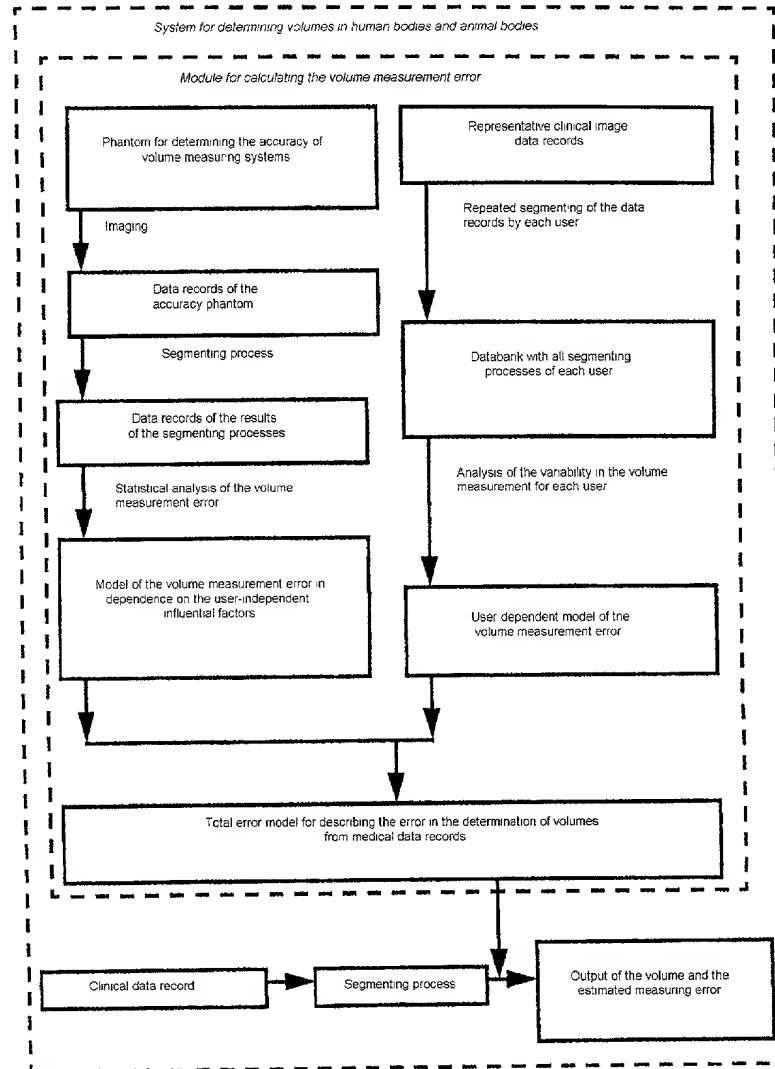 System for determining volumes in human bodies and animal bodies
Module for calculating the volume measurement error
Phantom for determining the accuracy of
volume measuring systems
Representative clinical image
data records
Imaging
Repeated segmenting of the data
records by each user
Data records of the
accuracy phantom
Segmenting process
Databank with all segmenting
processes of each user
Data records of the results
of the segmenting processes
Statistical analysis of the volume
measurement error
Analysis of the variability in the volume
measurement for each user
Model of the volume measurement error in
dependence on the user-independent
influential factors
User dependent model of the
volume measurement error
Total error model for describing the error in the determination of volumes
from medical data records
Clinical data record
Segmenting process
Output of the volume and the
estimated measuring error